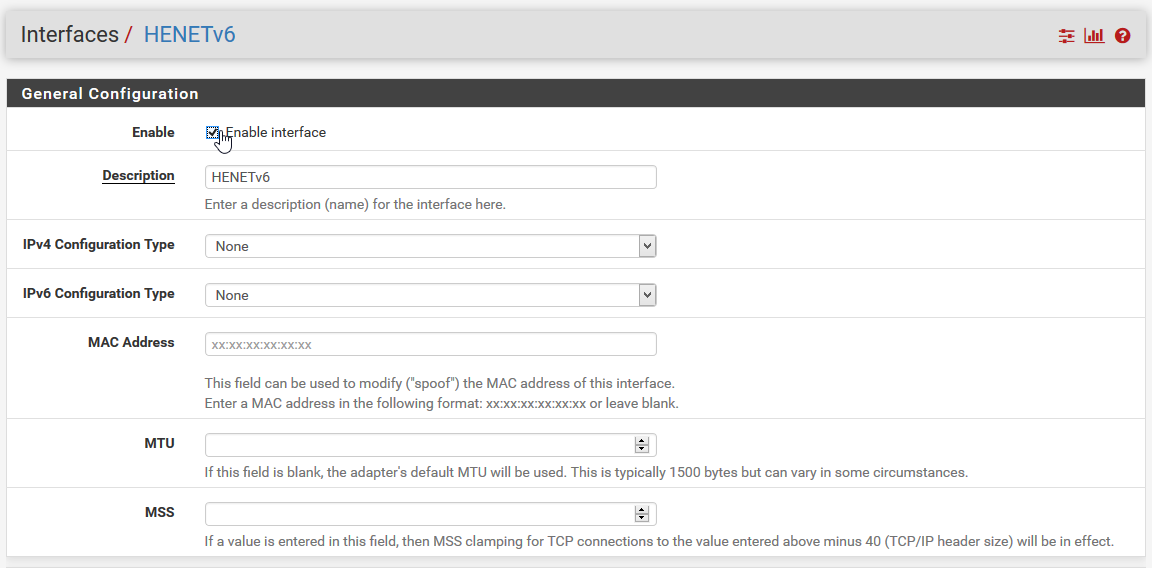 Interfaces / HENETv6
General Configuration
Enable
Enable interface
Description
HENETv6
Enter a description (name) for the interface here.
IPv4 Configuration Type
None
IPv6 Configuration Type
None
MAC Address
xx:xx:xx:xx:xx:xx
This field can be used to modify ("spoof") the MAC address of this interface.
Enter a MAC address in the following format: xx:xx:xx:xx:xx:xx or leave blank.
MTU
If this field is blank, the adapter's default MTU will be used. This is typically 1500 bytes but can vary in some circumstances.
MSS
If a value is entered in this field, then MSS clamping for TCP connections to the value entered above minus 40 (TCP/IP header size) will be in effect.